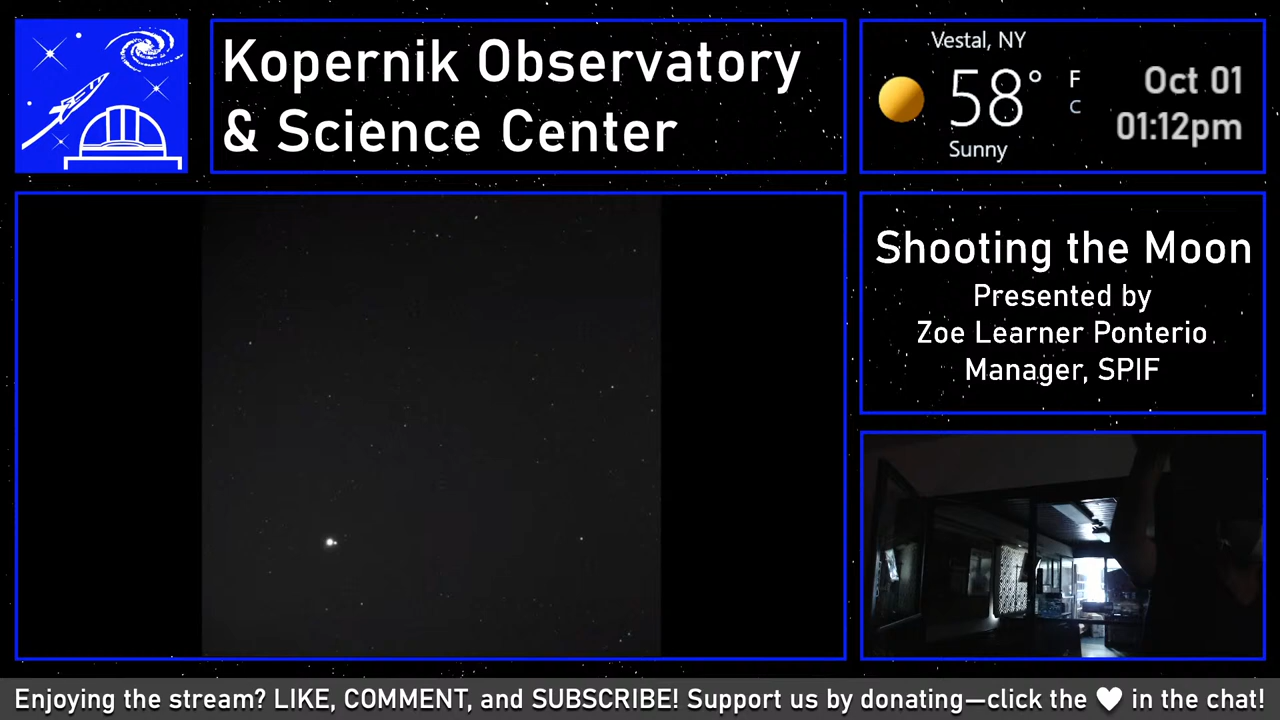 Kopernik Observatory
& Science Center
Vestal, NY
58° F
C
Sunny
Oct 01
01:12pm
Shooting the Moon
Presented by
Zoe Learner Ponterio
Manager, SPIF
Enjoying the stream? LIKE, COMMENT, and SUBSCRIBE! Support us by donating—click the ♥ in the chat!